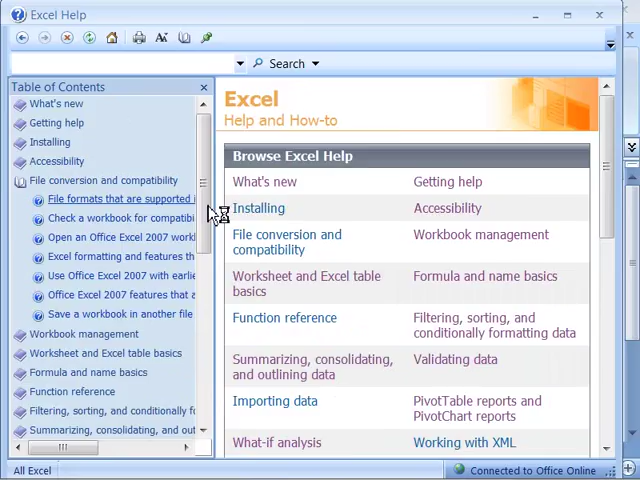 Excel Help
Search
Table of Contents
What's new
Getting help
Installing
Accessibility
File conversion and compatibility
File formats that are supported i
Check a workbook for compatibi
Open an Office Excel 2007 workl
Excel formatting and features tha
Use Office Excel 2007 with earlie
Office Excel 2007 features that a
Save a workbook in another file
Workbook management
Worksheet and Excel table basics
Formula and name basics
Function reference
Filtering, sorting, and conditionally fo
Summarizing, consolidating, and out
Excel
Help and How-to
Browse Excel Help
What's new
Getting help
Installing
Accessibility
File conversion and
compatibility
Workbook management
Worksheet and Excel table
basics
Formula and name basics
Function reference
Filtering, sorting, and
conditionally formatting data
Summarizing, consolidating,
and outlining data
Validating data
Importing data
PivotTable reports and
PivotChart reports
What-if analysis
Working with XML
All Excel
Connected to Office Online